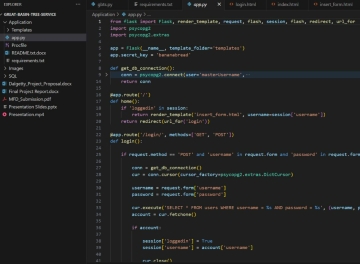 gitis.py
requirements.txt
app.py
login.html
index.html
insert_form.html
EXPLORER
GREAT-BASIN-TREE-SERVICE
Application
Templates
app.py
Procfile
README.txt.docx
requirements.txt
Images
SQL
Dalgetty_Project_Proposal.docx
Final Project Report.docx
MFD_Submission.pdf
Presentation Slides.pptx
Presentation.mp4
Application > app.py > ...
1 from flask import Flask, render_template, request, flash, session, flash, redirect, url_for
import psycopg2
import psycopg2.extras
app = Flask(__name__, template_folder='templates')
app.secret_key = 'bananabread'
def get_db_connection():
conn = psycopg2.connect(user='masterUsername',
return conn
@app.route('/')
def home():
if 'loggedin' in session:
return render_template('insert_form.html', username=session['username'])
return redirect(url_for('login'))
@app.route('/login/', methods=['GET', 'POST'])
def login():
if request.method == 'POST' and 'username' in request.form and 'password' in request.form:
conn = get_db_connection()
cur = conn.cursor(cursor_factory=psycopg2.extras.DictCursor)
username = request.form['username']
password = request.form['password']
cur.execute('SELECT * FROM users WHERE username = %s AND password = %s', (username,
account = cur.fetchone()
if account:
session['loggedin'] = True
session['username'] = account['username']
cur.close()